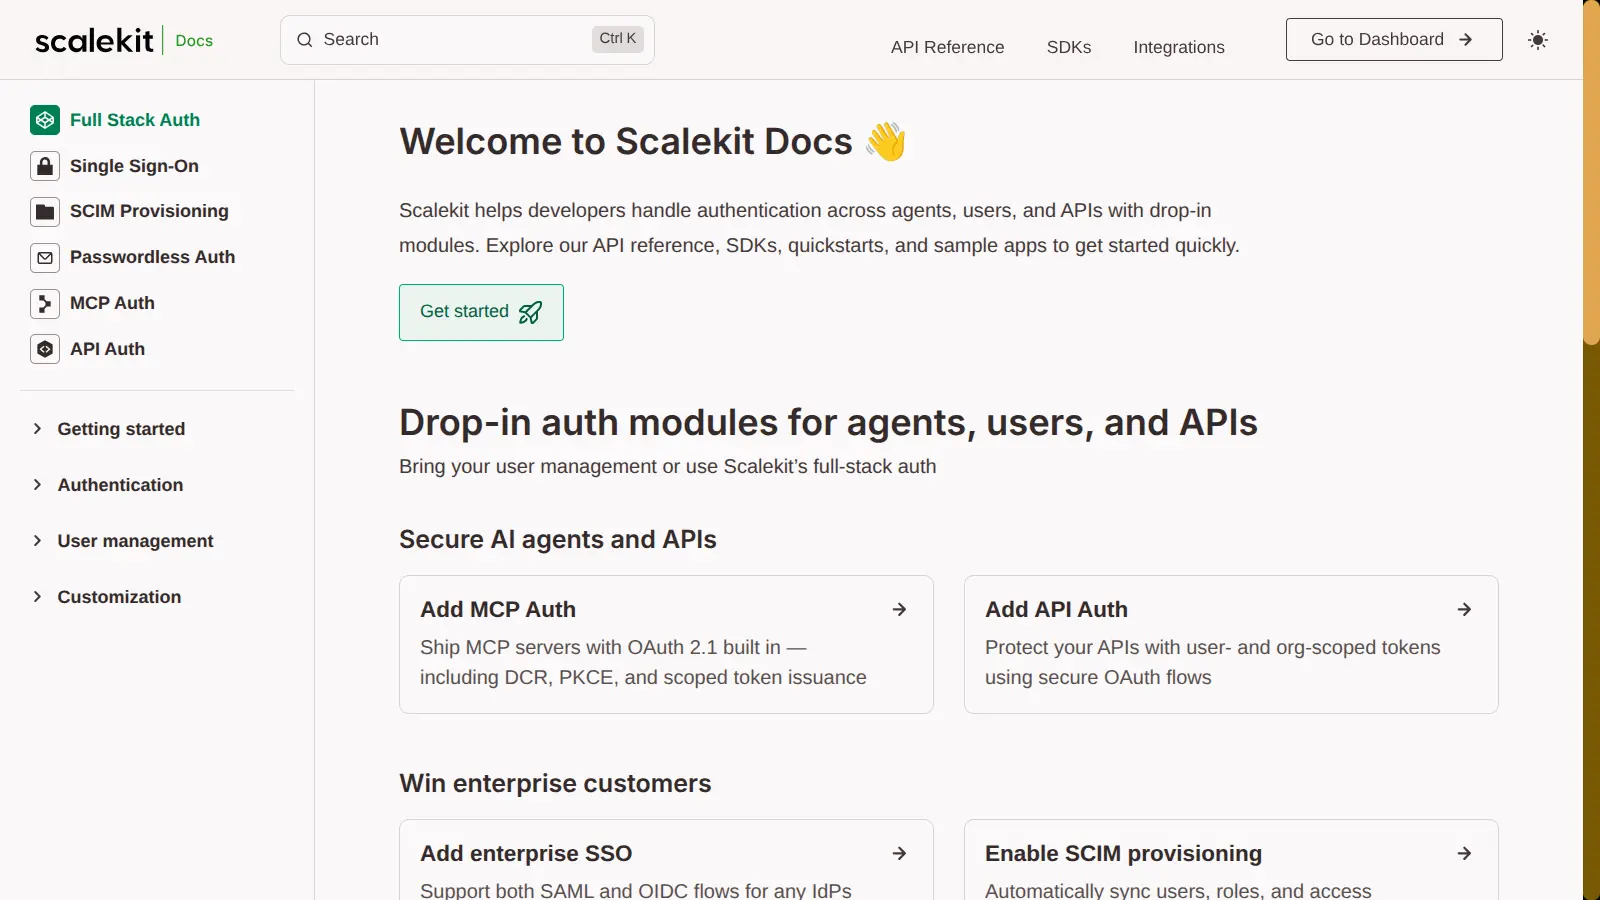 scalekit Docs
Search
Ctrl K
API Reference
SDKs
Integrations
Go to Dashboard
Full Stack Auth
Single Sign-On
SCIM Provisioning
Passwordless Auth
MCP Auth
API Auth
Getting started
Authentication
User management
Customization
Welcome to Scalekit Docs 👋
Scalekit helps developers handle authentication across agents, users, and APIs with drop-in
modules. Explore our API reference, SDKs, quickstarts, and sample apps to get started quickly.
Get started
Drop-in auth modules for agents, users, and APIs
Bring your user management or use Scalekit’s full-stack auth
Secure AI agents and APIs
Add MCP Auth
Ship MCP servers with OAuth 2.1 built in —
including DCR, PKCE, and scoped token issuance
Add API Auth
Protect your APIs with user- and org-scoped tokens
using secure OAuth flows
Win enterprise customers
Add enterprise SSO
Support both SAML and OIDC flows for any IdPs
Enable SCIM provisioning
Automatically sync users, roles, and access